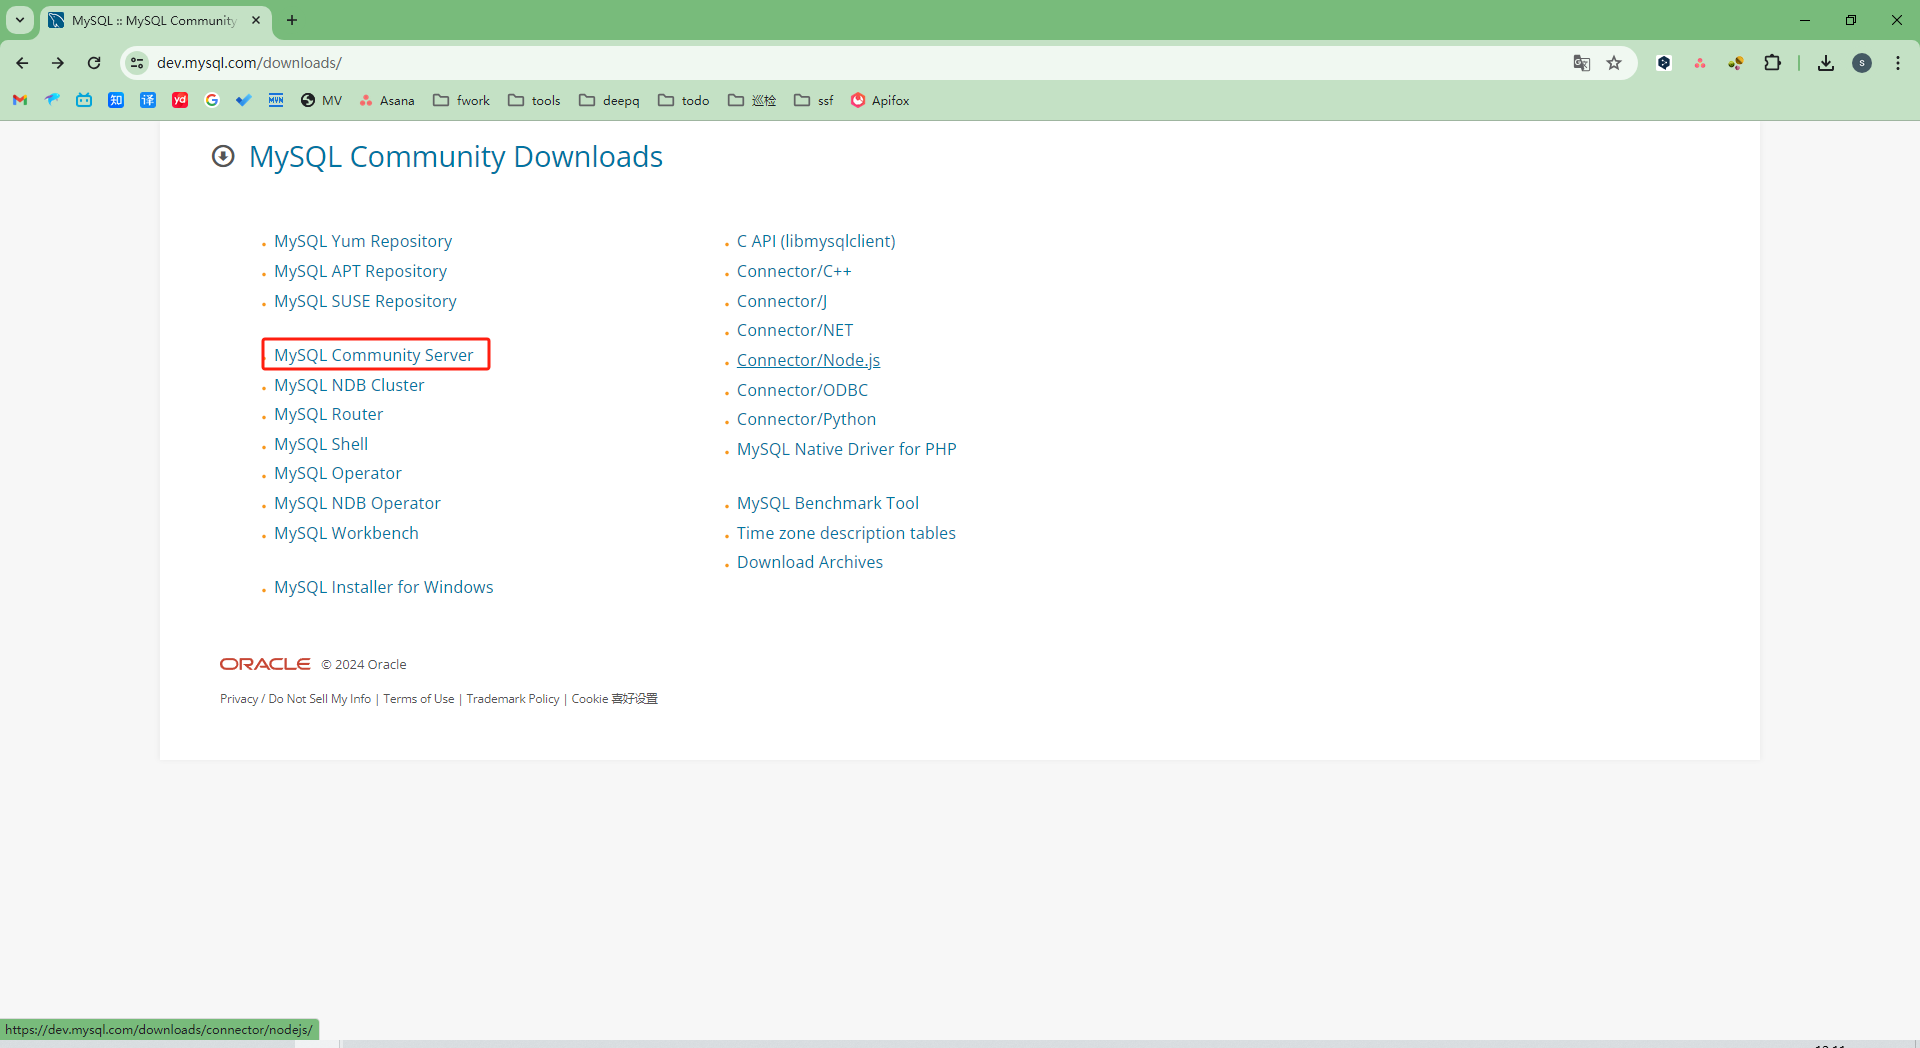 MySQL :: MySQL Community
dev.mysql.com/downloads/
S
知 译 yd G MVN MV Asana fwork tools deepq todo 巡检 ssf Apifox
MySQL Community Downloads
MySQL Yum Repository
MySQL APT Repository
MySQL SUSE Repository
MySQL Community Server
MySQL NDB Cluster
MySQL Router
MySQL Shell
MySQL Operator
MySQL NDB Operator
MySQL Workbench
MySQL Installer for Windows
C API (libmysqlclient)
Connector/C++
Connector/J
Connector/NET
Connector/Node.js
Connector/ODBC
Connector/Python
MySQL Native Driver for PHP
MySQL Benchmark Tool
Time zone description tables
Download Archives
ORACLE © 2024 Oracle
Privacy / Do Not Sell My Info | Terms of Use | Trademark Policy | Cookie 喜好设置
https://dev.mysql.com/downloads/connector/nodejs/